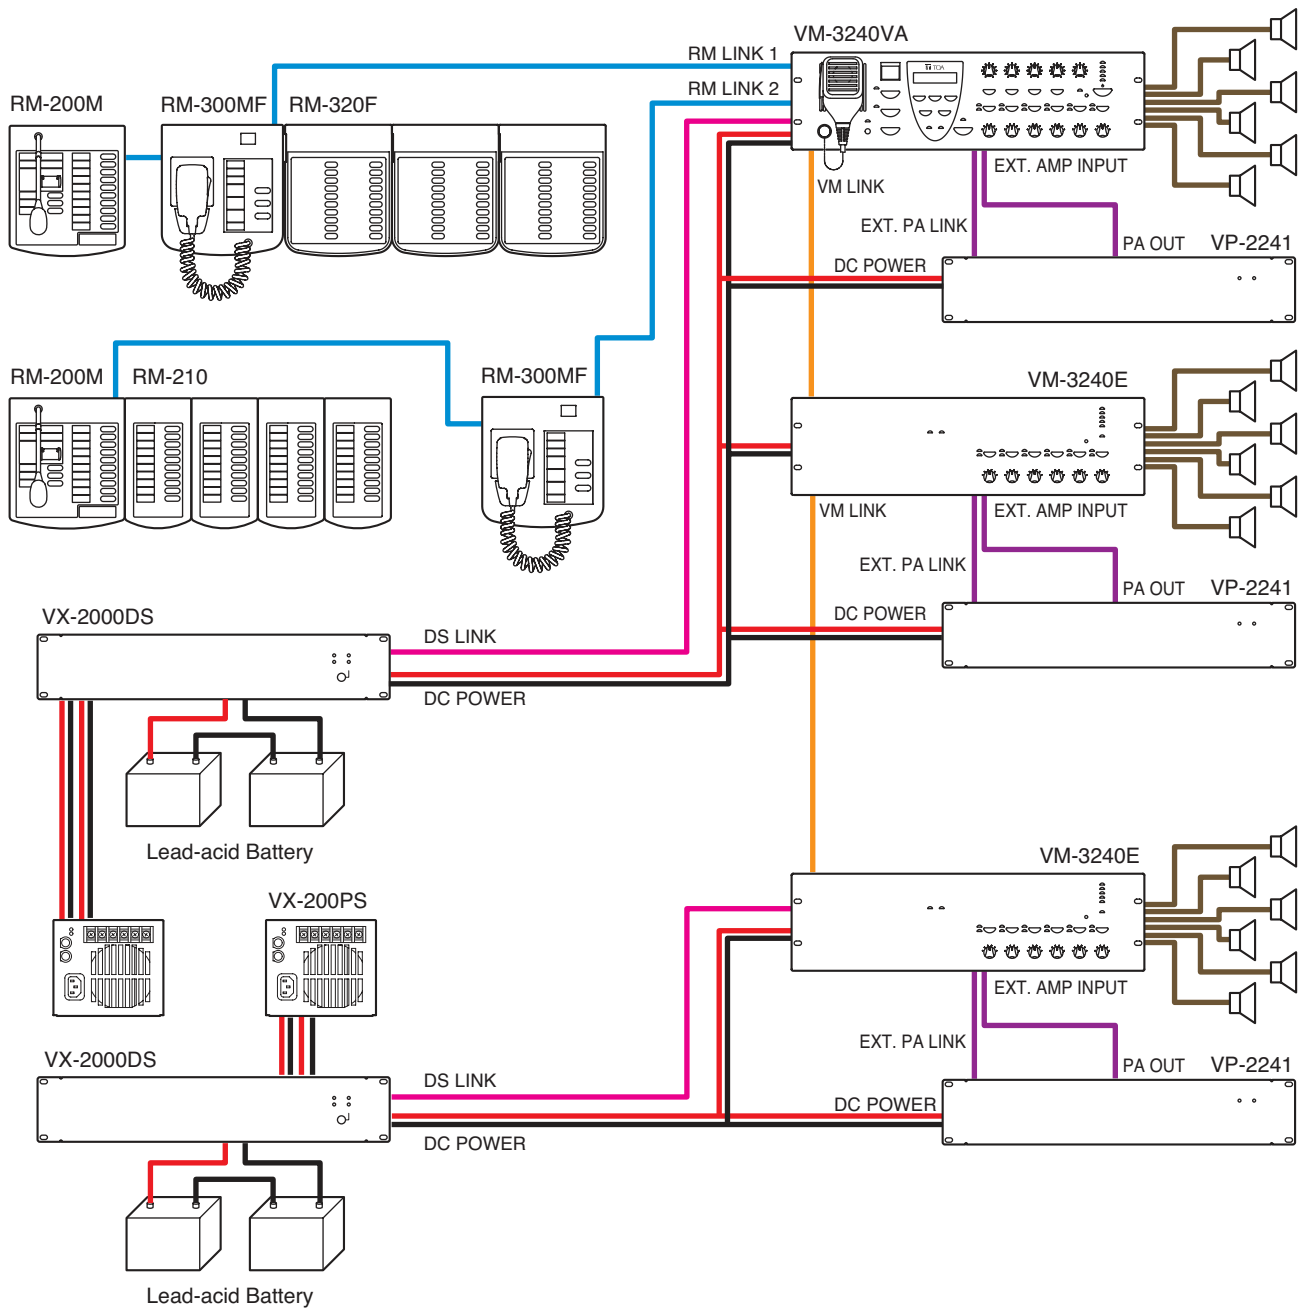 VM-3240VA
RM LINK 1
RM LINK 2
RM-200M
RM-300MF
RM-320F
TOA
VM LINK
EXT. AMP INPUT
EXT. PA LINK
PA OUT
VP-2241
DC POWER
RM-200M
RM-210
RM-300MF
VM-3240E
VM LINK
EXT. AMP INPUT
EXT. PA LINK
PA OUT
VP-2241
DC POWER
VX-2000DS
DS LINK
DC POWER
Lead-acid Battery
VM-3240E
VX-200PS
EXT. AMP INPUT
EXT. PA LINK
PA OUT
VP-2241
VX-2000DS
DS LINK
DC POWER
DC POWER
Lead-acid Battery